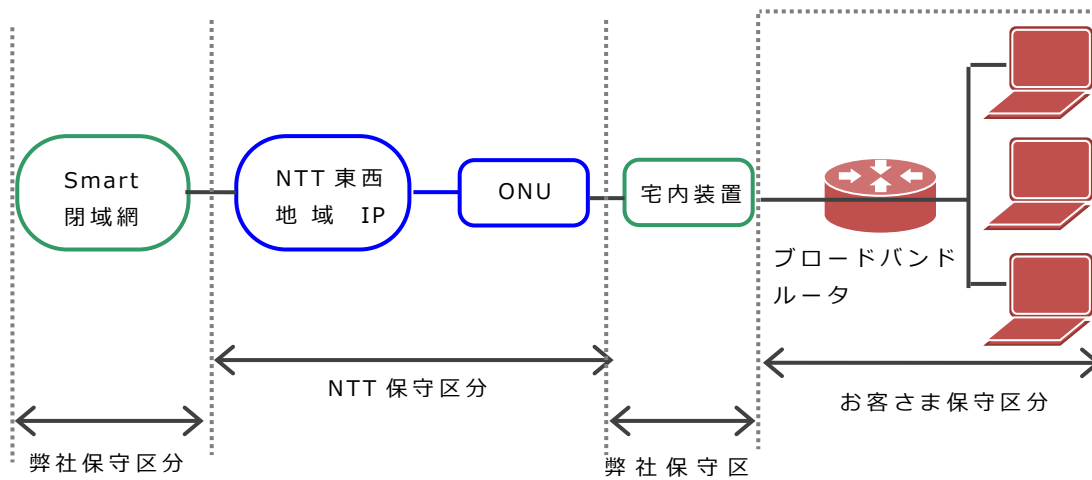 Smart
閉域網
NTT 東西
地域 IP
ONU
宅内装置
ブロードバンド
ルータ
NTT 保守区分
お客さま保守区分
弊社保守区分
弊社保守区